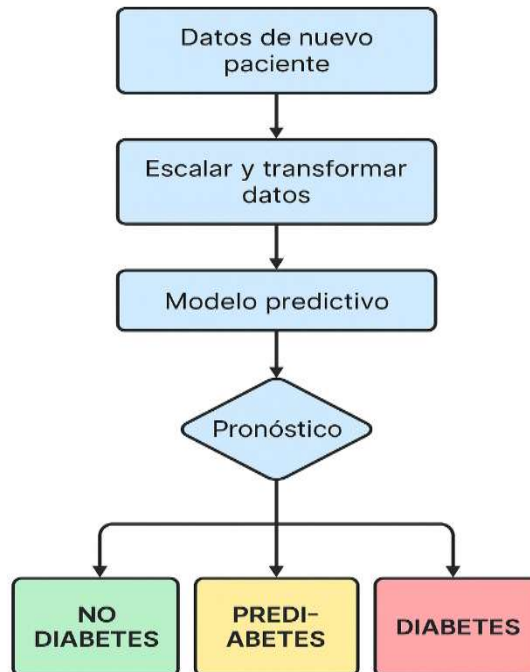 Datos de nuevo
paciente
Escalar y transformar
datos
Modelo predictivo
Pronóstico
NO
DIABETES
PREDI-
ABETES
DIABETES